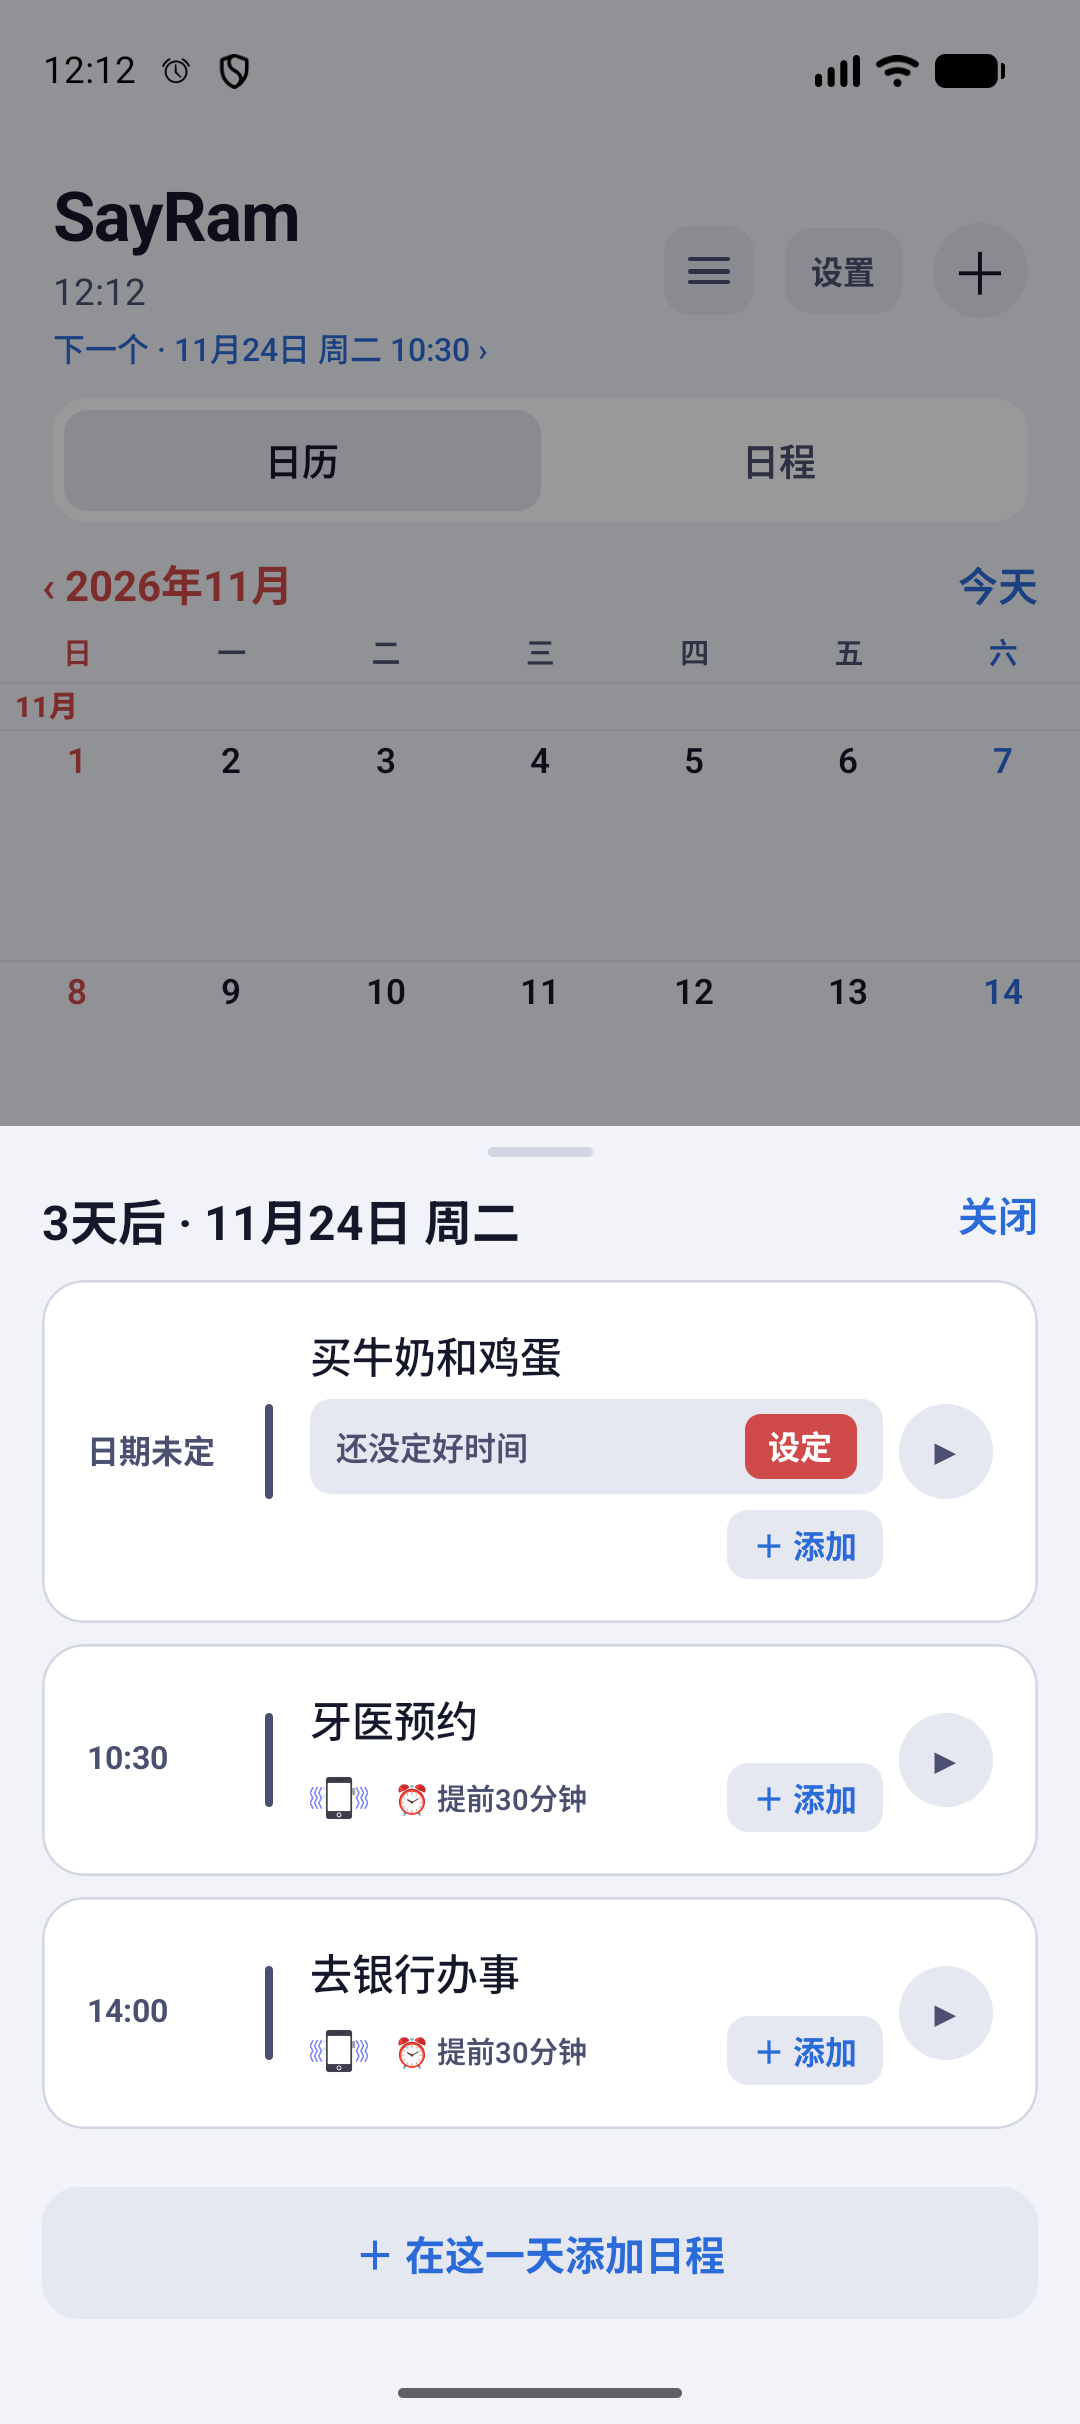 12:12
SayRam
12:12
下一个 · 11月24日 周二 10:30 ›
设置
日历
日程
‹ 2026年11月
今天
日 一 二 三 四 五 六
11月
1 2 3 4 5 6 7
8 9 10 11 12 13 14
3天后 · 11月24日 周二
关闭
买牛奶和鸡蛋
日期未定
还没定好时间
设定
＋ 添加
牙医预约
10:30
⏰ 提前30分钟
＋ 添加
去银行办事
14:00
⏰ 提前30分钟
＋ 添加
＋ 在这一天添加日程